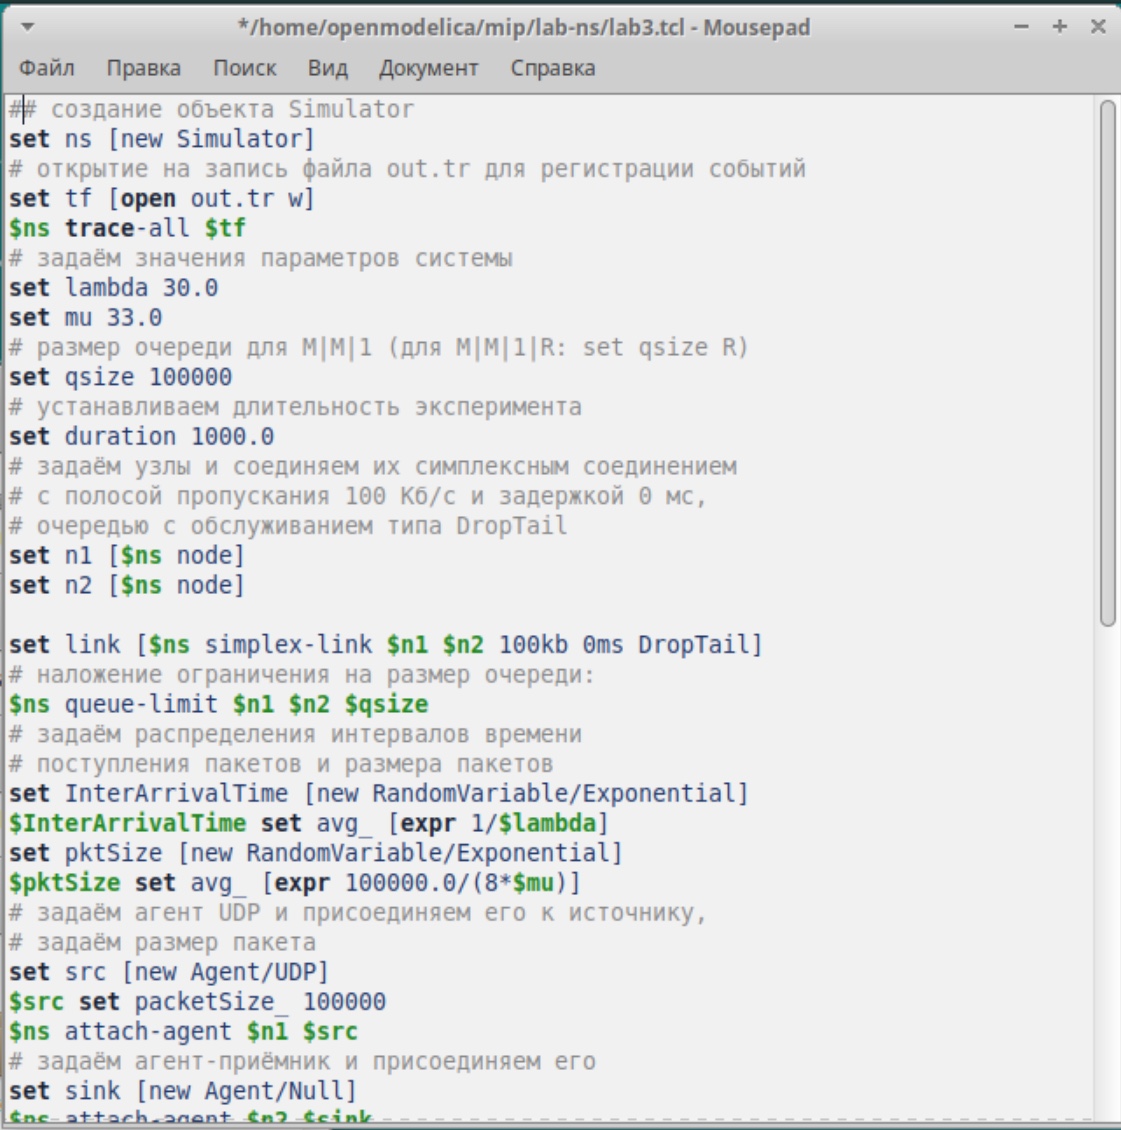 */home/openmodelica/mip/lab-ns/lab3.tcl - Mousepad
Файл Правка Поиск Вид Документ Справка
## создание объекта Simulator
set ns [new Simulator]
# открытие на запись файла out.tr для регистрации событий
set tf [open out.tr w]
$ns trace-all $tf
# задаём значения параметров системы
set lambda 30.0
set mu 33.0
# размер очереди для M|M|1 (для M|M|1|R: set qsize R)
set qsize 100000
# устанавливаем длительность эксперимента
set duration 1000.0
# задаём узлы и соединяем их симплексным соединением
# с полосой пропускания 100 Кб/с и задержкой 0 мс,
# очередью с обслуживанием типа DropTail
set n1 [$ns node]
set n2 [$ns node]
set link [$ns simplex-link $n1 $n2 100kb 0ms DropTail]
# наложение ограничения на размер очереди:
$ns queue-limit $n1 $n2 $qsize
# задаём распределения интервалов времени
# поступления пакетов и размера пакетов
set InterArrivalTime [new RandomVariable/Exponential]
$InterArrivalTime set avg_ [expr 1/$lambda]
set pktSize [new RandomVariable/Exponential]
$pktSize set avg_ [expr 100000.0/(8*$mu)]
# задаём агент UDP и присоединяем его к источнику,
# задаём размер пакета
set src [new Agent/UDP]
$src set packetSize_ 100000
$ns attach-agent $n1 $src
# задаём агент-приёмник и присоединяем его
set sink [new Agent/Null]
$ns attach-agent $n2 $sink